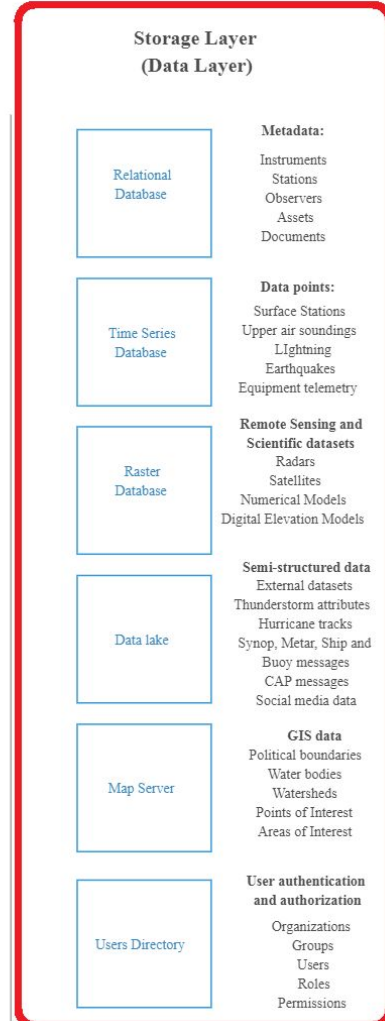 Storage Layer
(Data Layer)
Relational
Database
Metadata:
Instruments
Stations
Observers
Assets
Documents
Time Series
Database
Data points:
Surface Stations
Upper air soundings
LIghtning
Earthquakes
Equipment telemetry
Raster
Database
Remote Sensing and
Scientific datasets
Radars
Satellites
Numerical Models
Digital Elevation Models
Data lake
Semi-structured data
External datasets
Thunderstorm attributes
Hurricane tracks
Synop, Metar, Ship and
Buoy messages
CAP messages
Social media data
Map Server
GIS data
Political boundaries
Water bodies
Watersheds
Points of Interest
Areas of Interest
Users Directory
User authentication
and authorization
Organizations
Groups
Users
Roles
Permissions